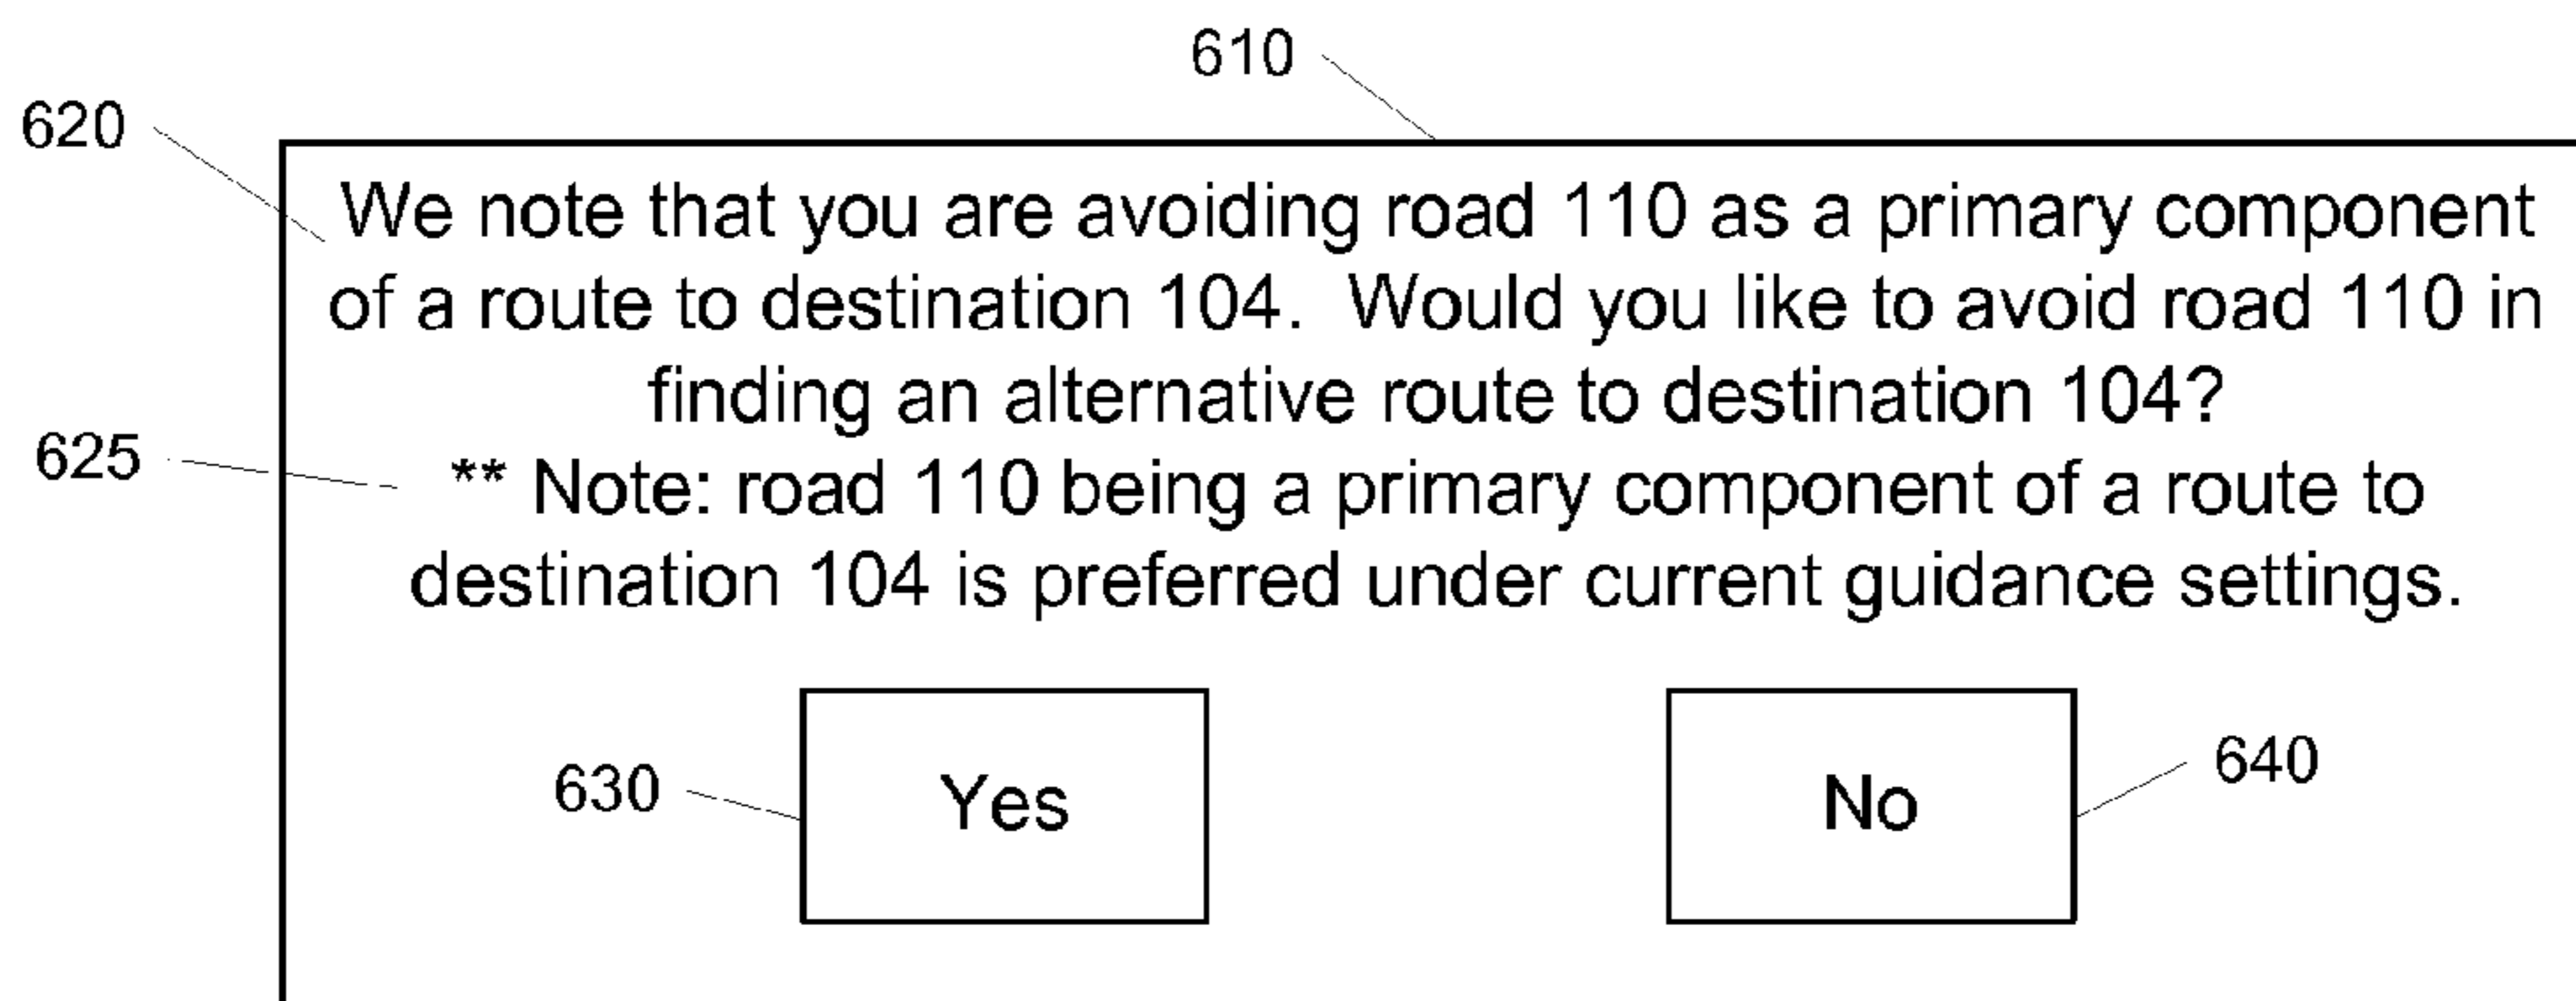 610
620
We note that you are avoiding road 110 as a primary component
of a route to destination 104.  Would you like to avoid road 110 in
finding an alternative route to destination 104?
625
** Note: road 110 being a primary component of a route to
destination 104 is preferred under current guidance settings.
630
Yes
No
640